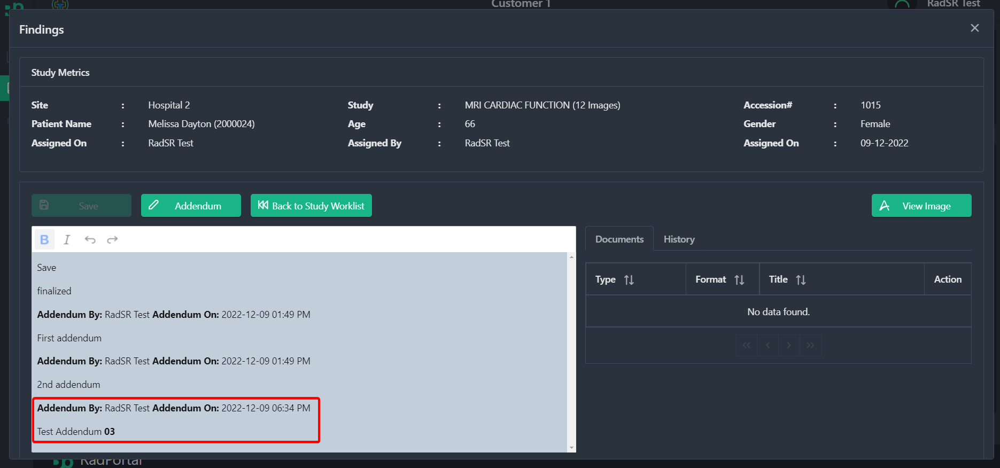 Customer 1
RadSR Test
Findings
Study Metrics
Site : Hospital 2 Study : MRI CARDIAC FUNCTION (12 Images) Accession# : 1015
Patient Name : Melissa Dayton (2000024) Age : 66 Gender : Female
Assigned On : RadSR Test Assigned By : RadSR Test Assigned On : 09-12-2022
Save Addendum Back to Study Worklist View Image
B I
Save
finalized
Addendum By: RadSR Test Addendum On: 2022-12-09 01:49 PM
First addendum
Addendum By: RadSR Test Addendum On: 2022-12-09 01:49 PM
2nd addendum
Addendum By: RadSR Test Addendum On: 2022-12-09 06:34 PM
Test Addendum 03
Documents History
Type Format Title Action
No data found.
RadPortal